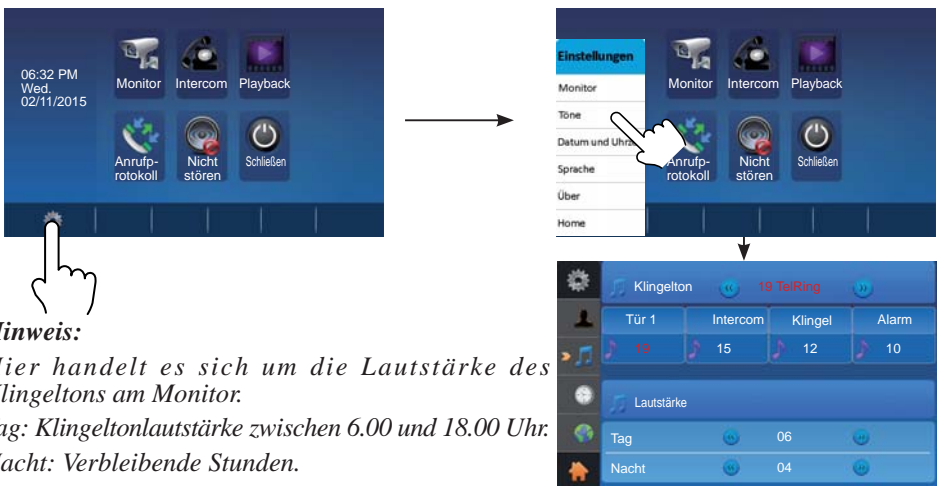 06:32 PM
Wed.
02/11/2015
Monitor
Intercom
Playback
Anrufp-
rotokoll
Nicht
stören
Schließen
Einstellungen
Monitor
Töne
Datum und Uhrz
Sprache
Über
Home
Monitor
Intercom
Playback
Anrufp-
rotokoll
Nicht
stören
Schließen
Klingelton
19 TelRing
Tür 1
Intercom
Klingel
Alarm
19
15
12
10
Lautstärke
Tag
06
Nacht
04
Hinweis:
Hier handelt es sich um die Lautstärke des
Klingeltons am Monitor.
Tag: Klingeltonlautstärke zwischen 6.00 und 18.00 Uhr.
Nacht: Verbleibende Stunden.